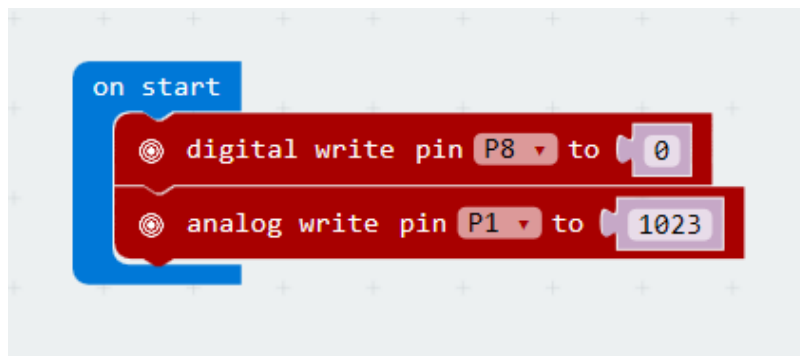 on start
digital write pin P8 to 0
analog write pin P1 to 1023